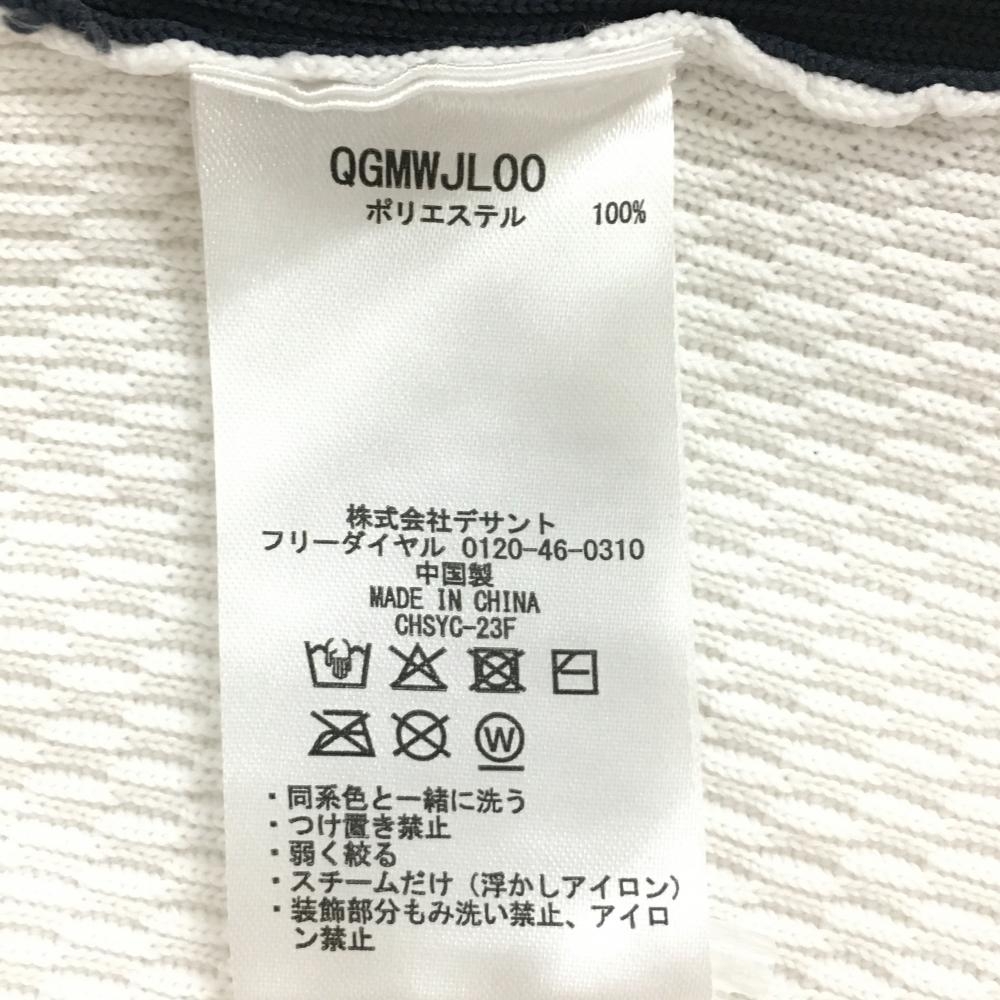 QGMWJL00
ポリエステル 100%
株式会社デサント
フリーダイヤル 0120-46-0310
中国製
MADE IN CHINA
CHSYC-23F
W
・同系色と一緒に洗う
・つけ置き禁止
・弱く絞る
・スチームだけ（浮かしアイロン）
・装飾部分もみ洗い禁止、アイロ
ン禁止